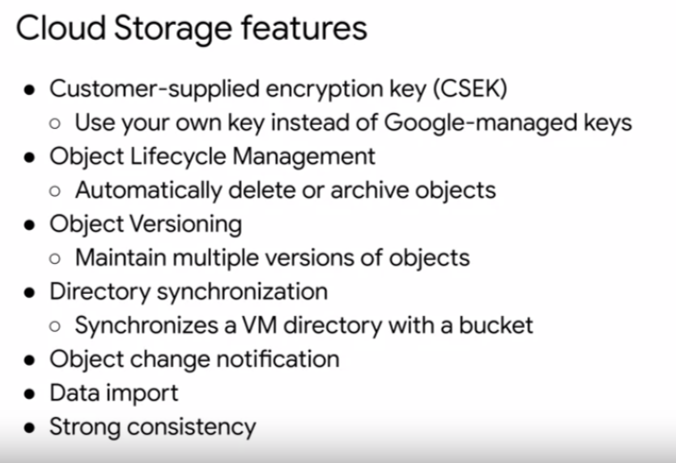 Cloud Storage features
● Customer-supplied encryption key (CSEK)
○ Use your own key instead of Google-managed keys
● Object Lifecycle Management
○ Automatically delete or archive objects
● Object Versioning
○ Maintain multiple versions of objects
● Directory synchronization
○ Synchronizes a VM directory with a bucket
● Object change notification
● Data import
● Strong consistency